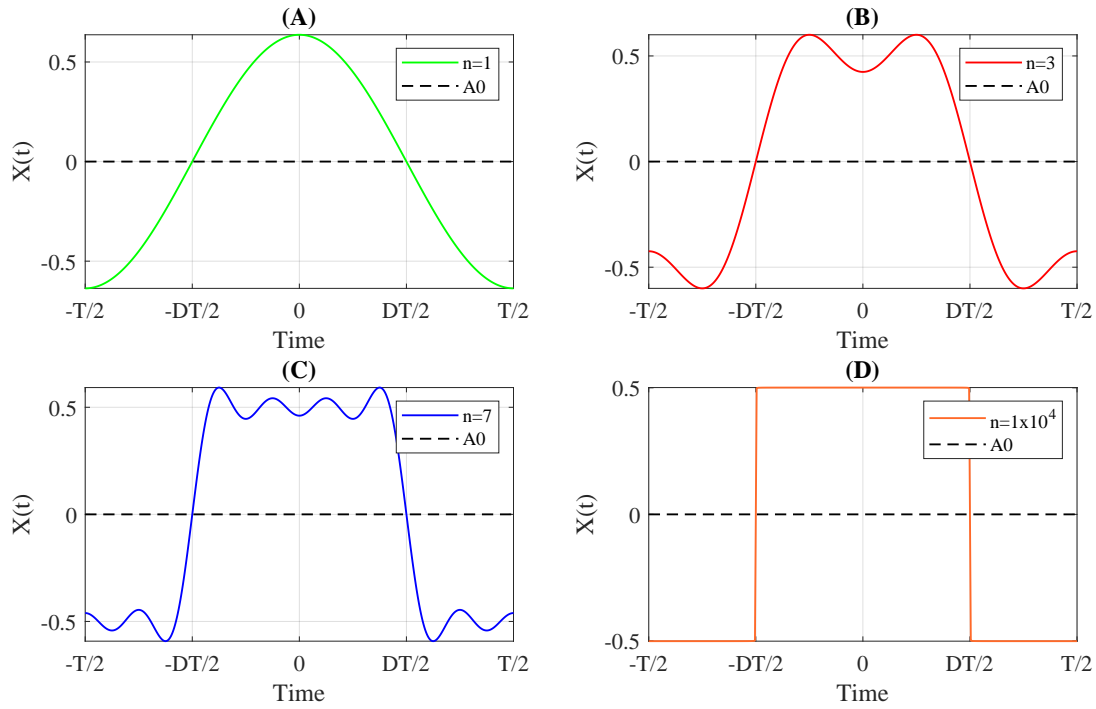 (A)
X(t)
0.5
0
-0.5
n=1
A0
-T/2 -DT/2 0 DT/2 T/2
Time
(B)
X(t)
0.5
0
-0.5
n=3
A0
-T/2 -DT/2 0 DT/2 T/2
Time
(C)
X(t)
0.5
0
-0.5
n=7
A0
-T/2 -DT/2 0 DT/2 T/2
Time
(D)
X(t)
0.5
0
-0.5
n=1x10⁴
A0
-T/2 -DT/2 0 DT/2 T/2
Time